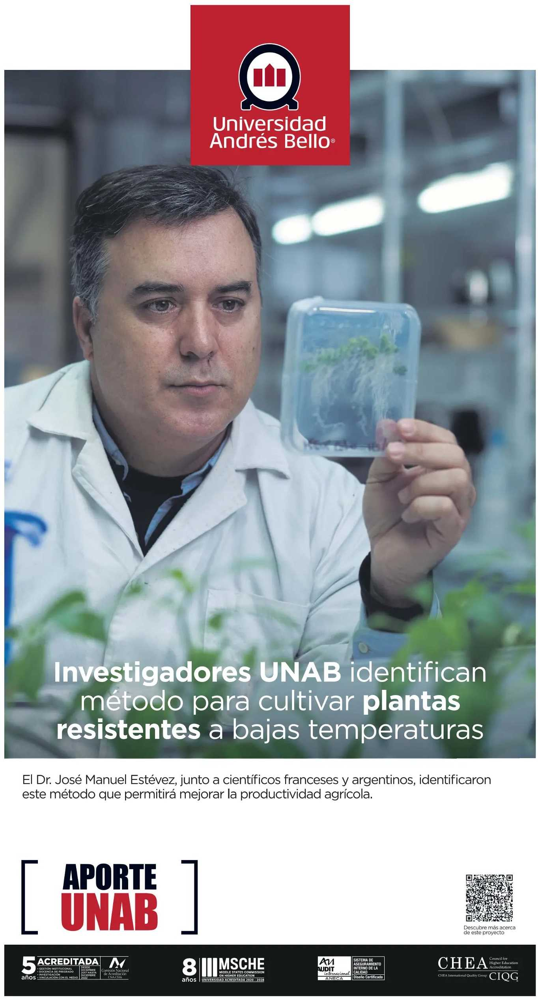 Universidad
Andrés Bello®
Investigadores UNAB identifican
método para cultivar plantas
resistentes a bajas temperaturas
El Dr. José Manuel Estévez, junto a científicos franceses y argentinos, identificaron
este método que permitirá mejorar la productividad agrícola.
APORTE
UNAB
Descubre más acerca
de este proyecto
5
años
ACREDITADA
• GESTIÓN INSTITUCIONAL
• DOCENCIA DE PREGRADO
• INVESTIGACIÓN
• VINCULACIÓN CON EL MEDIO
DESDE
DICIEMBRE
2017 HASTA
DICIEMBRE
2022
Comisión Nacional
de Acreditación
CNA-Chile
8
años
MSCHE
MIDDLE STATES COMMISSION
ON HIGHER EDUCATION
UNIVERSIDAD ACREDITADA 2020 - 2028
AUDIT
internacional
ANECA
SISTEMA DE
ASEGURAMIENTO
INTERNO DE LA
CALIDAD
Diseño Certificado
CHEA
Council for
Higher Education
Accreditation
CHEA International Quality Group
CIQG